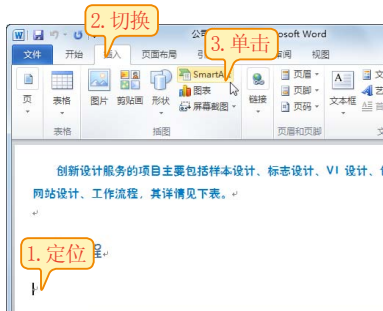 2.切换
公
osoft Word
3.单击
文件 开始 插入 页面布局 审阅 视图
SmartA
页眉
A 文
页 表格 图片 剪贴画 形状 图表 链接 页脚 文本框 艺
屏幕截图 页码 首
表格 插图 页眉和页脚 文
创新设计服务的项目主要包括样本设计、标志设计、VI 设计、
网站设计、工作流程，其详情见下表。
1.定位 程